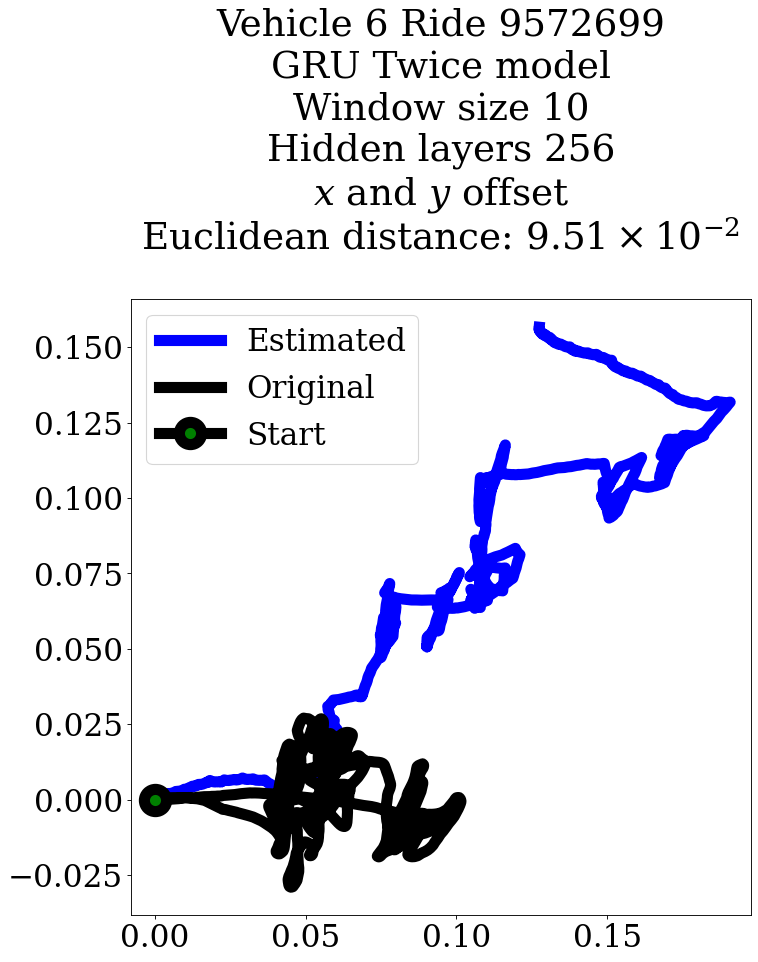 Vehicle 6 Ride 9572699
GRU Twice model
Window size 10
Hidden layers 256
x and y offset
Euclidean distance: 9.51 × 10⁻²
Estimated
Original
Start
0.150
0.125
0.100
0.075
0.050
0.025
0.000
−0.025
0.00 0.05 0.10 0.15